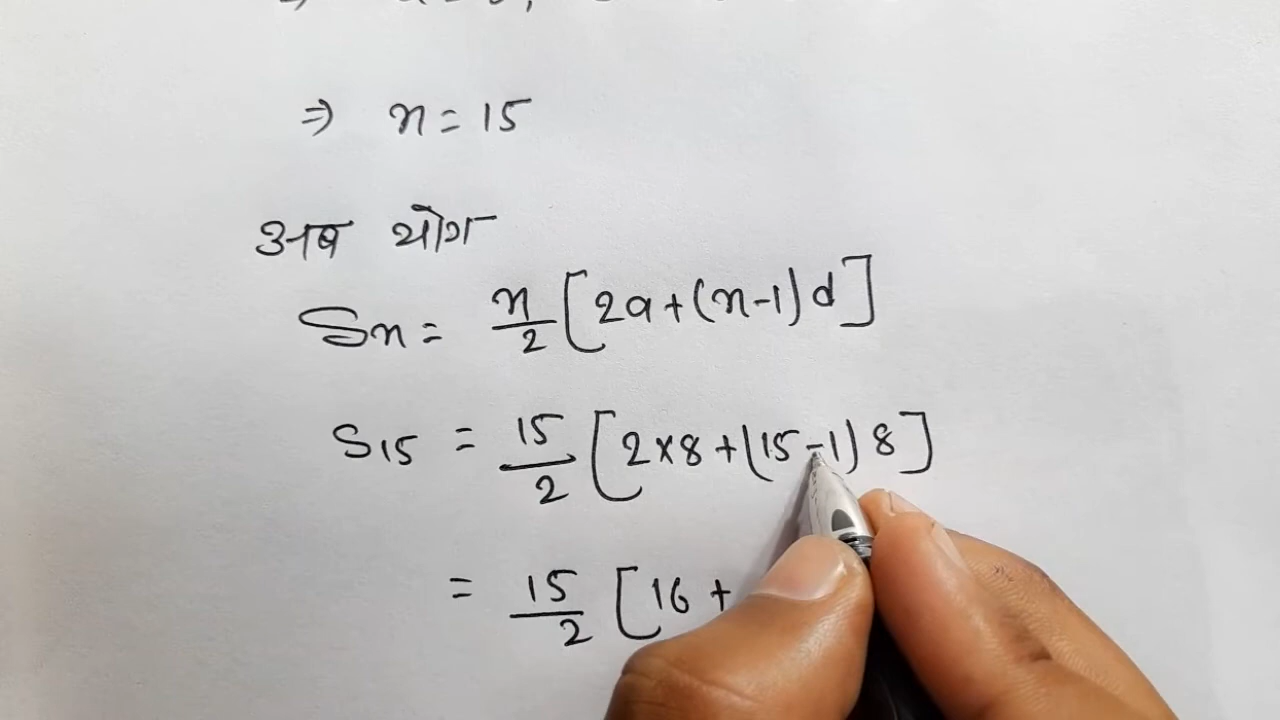 ⇒ n = 15
अब योग
Sn = n/2 [2a + (n-1) d]
S15 = 15/2 [2×8 + (15-1) 8]
= 15/2 [16 +